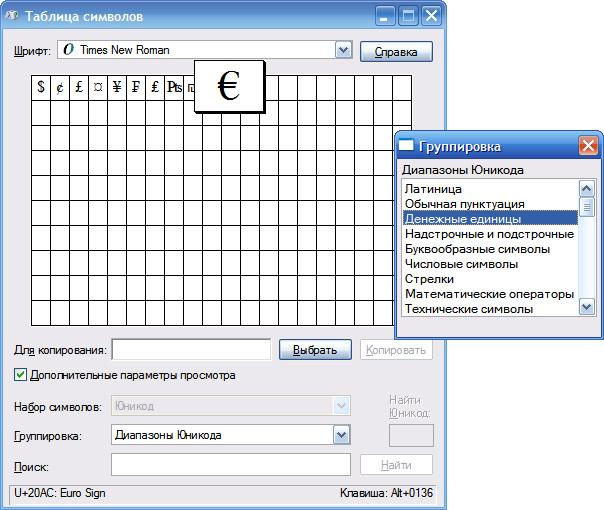 Таблица символов
Шрифт: Times New Roman
Справка
$ ¢ £ ¤ ¥ ₣ ₤ ₧
€
Группировка
Диапазоны Юникода
Латиница
Обычная пунктуация
Денежные единицы
Надстрочные и подстрочные
Буквообразные символы
Числовые символы
Стрелки
Математические операторы
Технические символы
Для копирования:
Выбрать
Копировать
Дополнительные параметры просмотра
Набор символов: Юникод
Найти
Юникод:
Группировка: Диапазоны Юникода
Поиск:
Найти
U+20AC: Euro Sign
Клавиша: Alt+0136